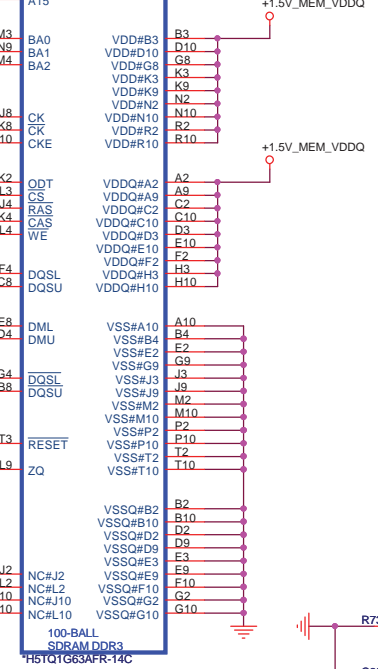 A15
+1.5V_MEM_VDDQ
M3 BA0 VDD#B3 B3
N9 BA1 VDD#D10 D10
M4 BA2 VDD#G8 G8
VDD#K3 K3
VDD#K9 K9
VDD#N2 N2
J8 CK VDD#N10 N10
K8 CK VDD#R2 R2
10 CKE VDD#R10 R10
+1.5V_MEM_VDDQ
K2 ODT VDDQ#A2 A2
L3 CS VDDQ#A9 A9
J4 RAS VDDQ#C2 C2
K4 CAS VDDQ#C10 C10
L4 WE VDDQ#D3 D3
VDDQ#E10 E10
VDDQ#F2 F2
F4 DQSL VDDQ#H3 H3
C8 DQSU VDDQ#H10 H10
E8 DML VSS#A10 A10
D4 DMU VSS#B4 B4
VSS#E2 E2
VSS#G9 G9
G4 DQSL VSS#J3 J3
B8 DQSU VSS#J9 J9
VSS#M2 M2
VSS#M10 M10
VSS#P2 P2
T3 RESET VSS#P10 P10
VSS#T2 T2
L9 ZQ VSS#T10 T10
VSSQ#B2 B2
VSSQ#B10 B10
VSSQ#D2 D2
VSSQ#D9 D9
VSSQ#E3 E3
J2 NC#J2 VSSQ#E9 E9
L2 NC#L2 VSSQ#F10 F10
10 NC#J10 VSSQ#G2 G2
10 NC#L10 VSSQ#G10 G10
R73
100-BALL
SDRAM DDR3
*H5TQ1G63AFR-14C